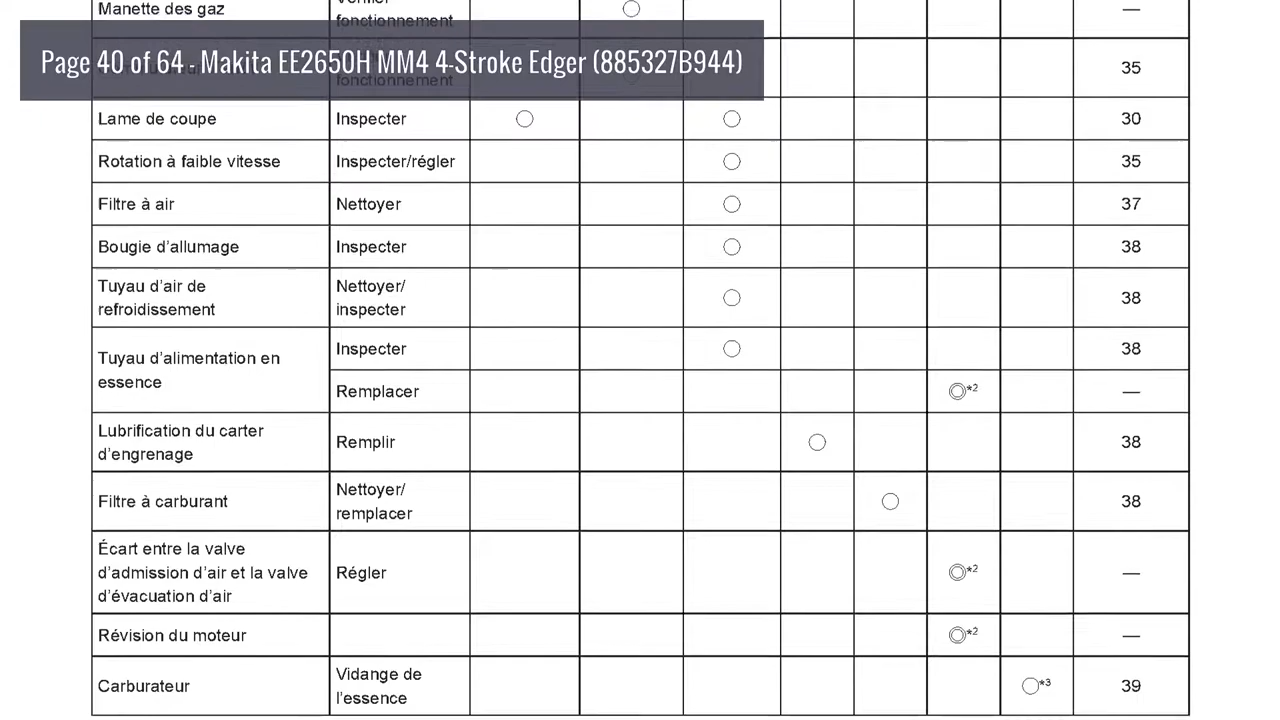 Manette des gaz Vérifier fonctionnement —
Page 40 of 64 - Makita EE2650H MM4 4-Stroke Edger (885327B944)
fonctionnement 35
Lame de coupe Inspecter 30
Rotation à faible vitesse Inspecter/régler 35
Filtre à air Nettoyer 37
Bougie d'allumage Inspecter 38
Tuyau d'air de Nettoyer/
refroidissement inspecter 38
Tuyau d'alimentation en
essence
Inspecter 38
Remplacer *2 —
Lubrification du carter
d'engrenage
Remplir 38
Filtre à carburant
Nettoyer/
remplacer
38
Écart entre la valve
d'admission d'air et la valve
d'évacuation d'air
Régler *2 —
Révision du moteur *2 —
Carburateur
Vidange de
l'essence
*3 39